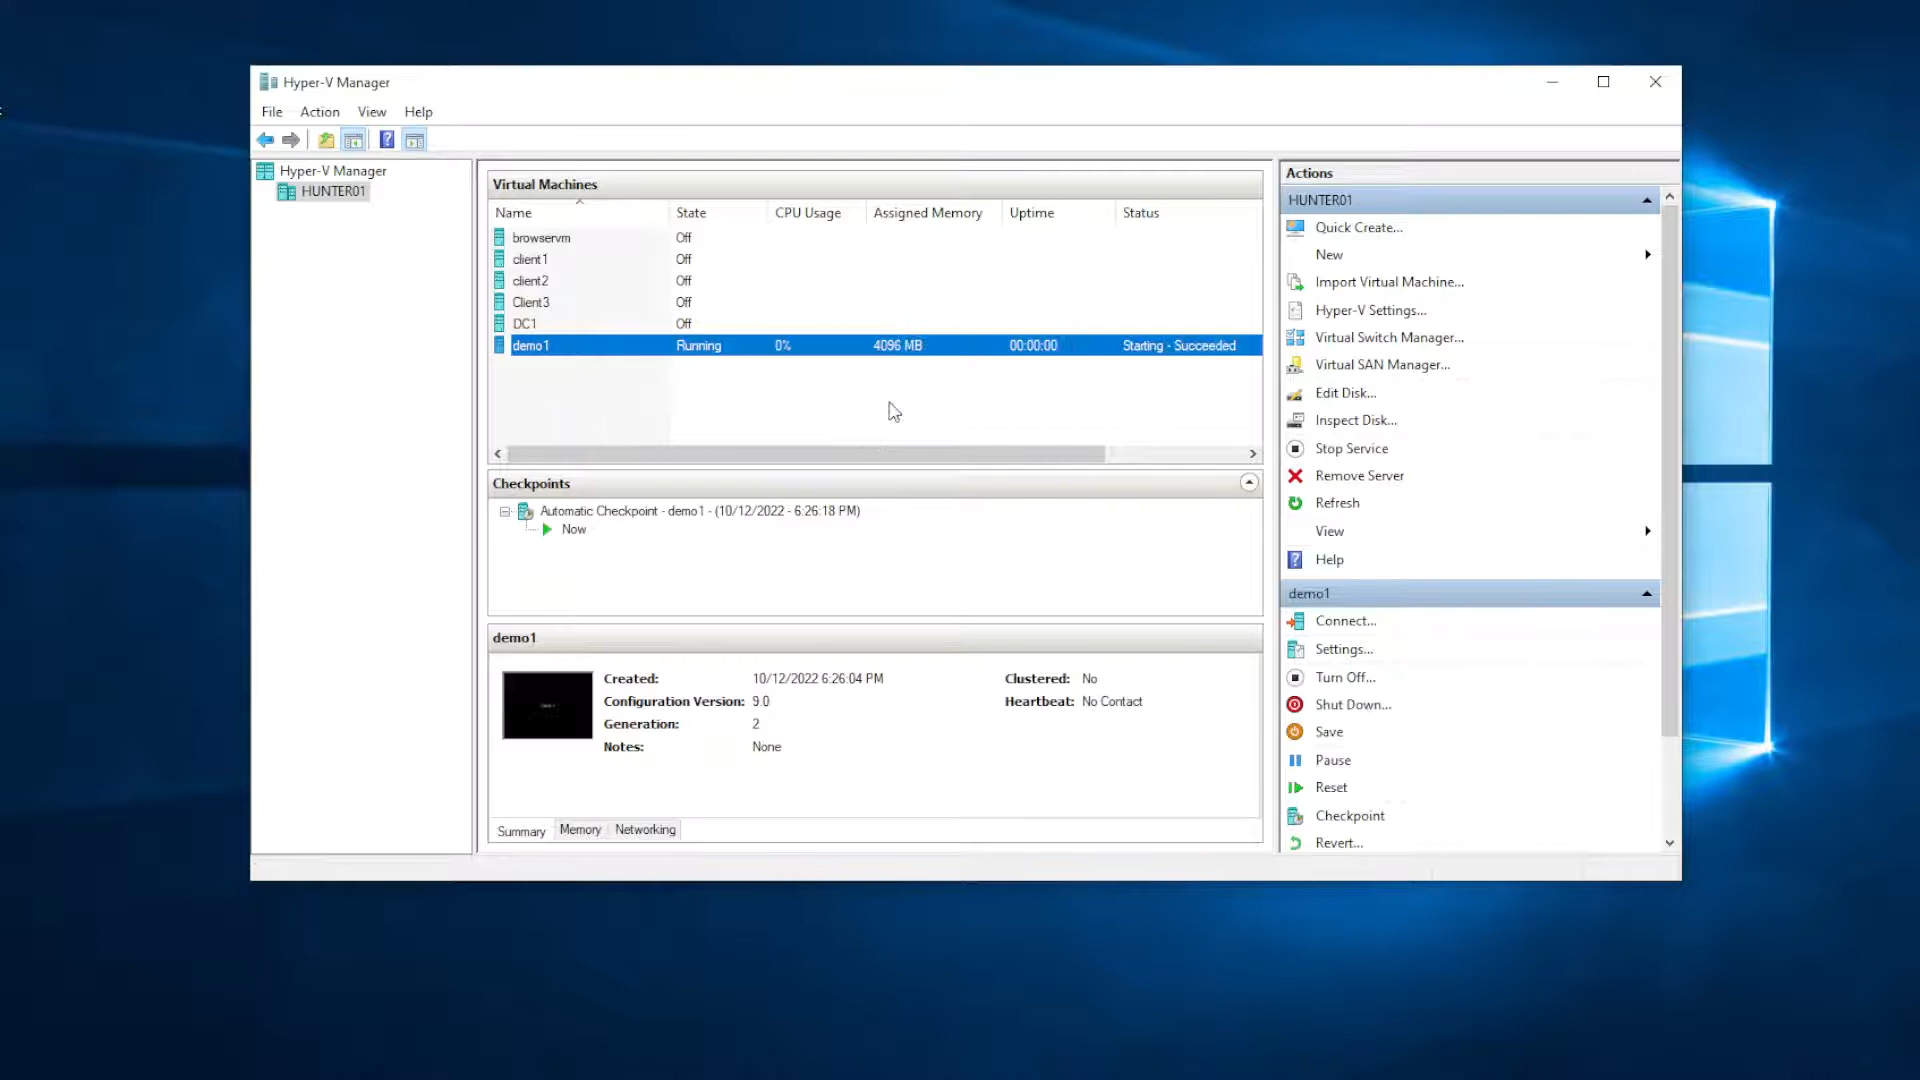 Hyper-V Manager
File Action View Help
Hyper-V Manager
HUNTER01
Virtual Machines
Name State CPU Usage Assigned Memory Uptime Status
browservm Off
client1 Off
client2 Off
Client3 Off
DC1 Off
demo1 Running 0% 4096 MB 00:00:00 Starting - Succeeded
Checkpoints
Automatic Checkpoint - demo1 - (10/12/2022 - 6:26:18 PM)
Now
demo1
Created: 10/12/2022 6:26:04 PM Clustered: No
Configuration Version: 9.0 Heartbeat: No Contact
Generation: 2
Notes: None
Summary Memory Networking
Actions
HUNTER01
Quick Create...
New
Import Virtual Machine...
Hyper-V Settings...
Virtual Switch Manager...
Virtual SAN Manager...
Edit Disk...
Inspect Disk...
Stop Service
Remove Server
Refresh
View
Help
demo1
Connect...
Settings...
Turn Off...
Shut Down...
Save
Pause
Reset
Checkpoint
Revert...